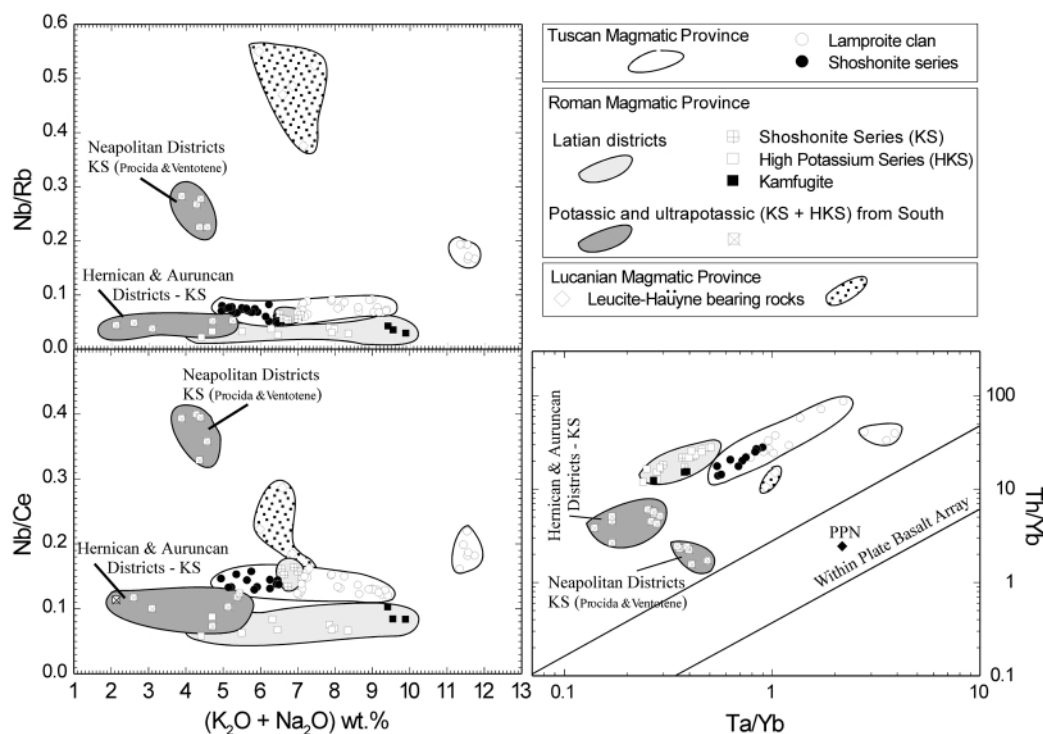 0.6
0.5
0.4
0.3
0.2
0.1
0.0
Nb/Rb
Neapolitan Districts
KS (Procida & Ventotene)
Hernican & Auruncan
Districts - KS
Tuscan Magmatic Province
Lamproite clan
Shoshonite series
Roman Magmatic Province
Latian districts
Shoshonite Series (KS)
High Potassium Series (HKS)
Kamfugite
Potassic and ultrapotassic (KS + HKS) from South
Lucanian Magmatic Province
Leucite-Haüyne bearing rocks
0.4
0.3
0.2
0.1
0.0
Nb/Ce
Neapolitan Districts
KS (Procida &Ventotene)
Hernican & Auruncan
Districts - KS
1 2 3 4 5 6 7 8 9 10 11 12 13
(K₂O + Na₂O) wt.%
Hernican & Auruncan
Districts - KS
Neapolitan Districts
KS (Procida & Ventotene)
PPN
Within Plate Basalt Array
100
10
1
0.1
Th/Yb
0.1 1 10
Ta/Yb